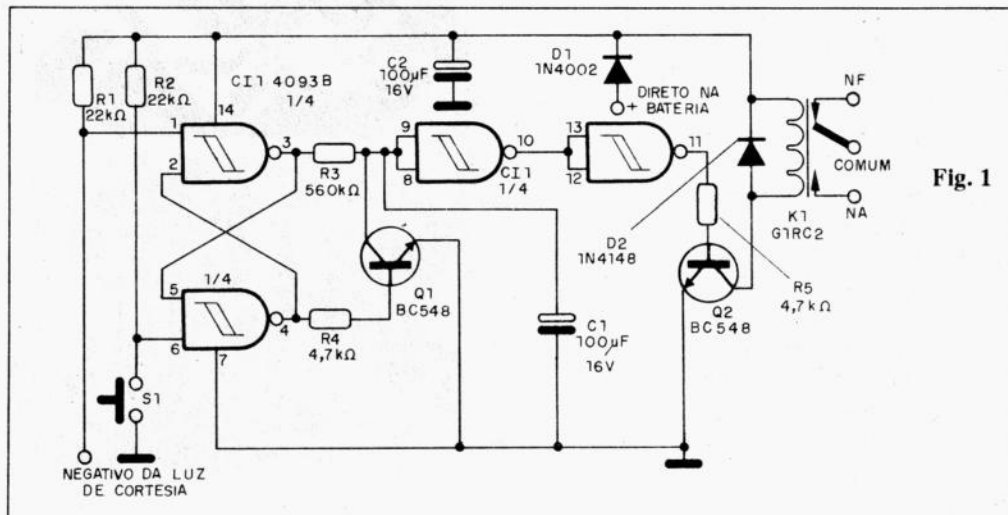 R1
22kΩ
R2
22kΩ
CI1 4093B
1/4
14
1
2
3
R3
560kΩ
C2
100µF
16V
9
8
10
CI1
1/4
D1
1N4002
DIRETO NA
+ BATERIA
13
12
11
NF
COMUM
NA
K1
G1RC2
Fig. 1
D2
1N4148
R5
4,7kΩ
Q2
BC548
1/4
5
6
4
7
R4
4,7kΩ
Q1
BC548
C1
100µF
16V
S1
NEGATIVO DA LUZ
DE CORTESIA